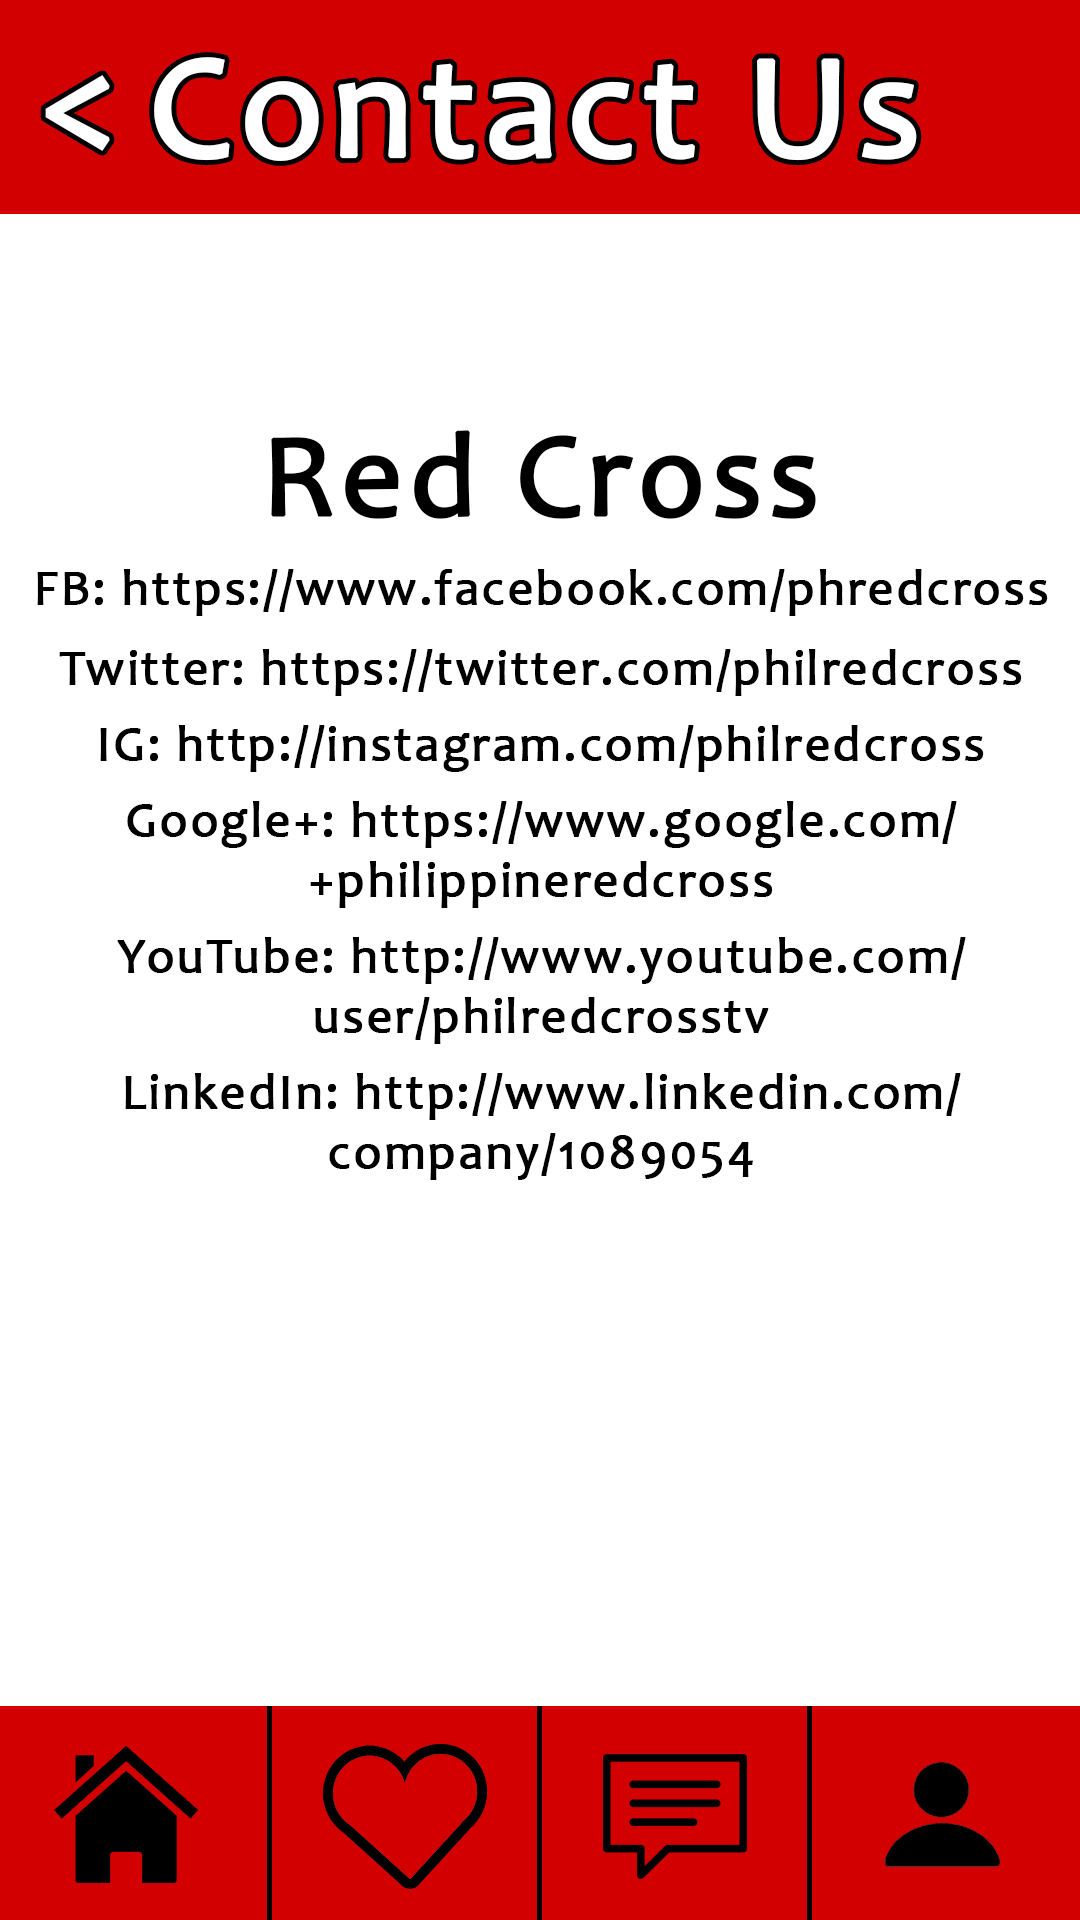 < Contact Us
Red Cross
FB: https://www.facebook.com/phredcross
Twitter: https://twitter.com/philredcross
IG: http://instagram.com/philredcross
Google+: https://www.google.com/
+philippineredcross
YouTube: http://www.youtube.com/
user/philredcrosstv
LinkedIn: http://www.linkedin.com/
company/1089054